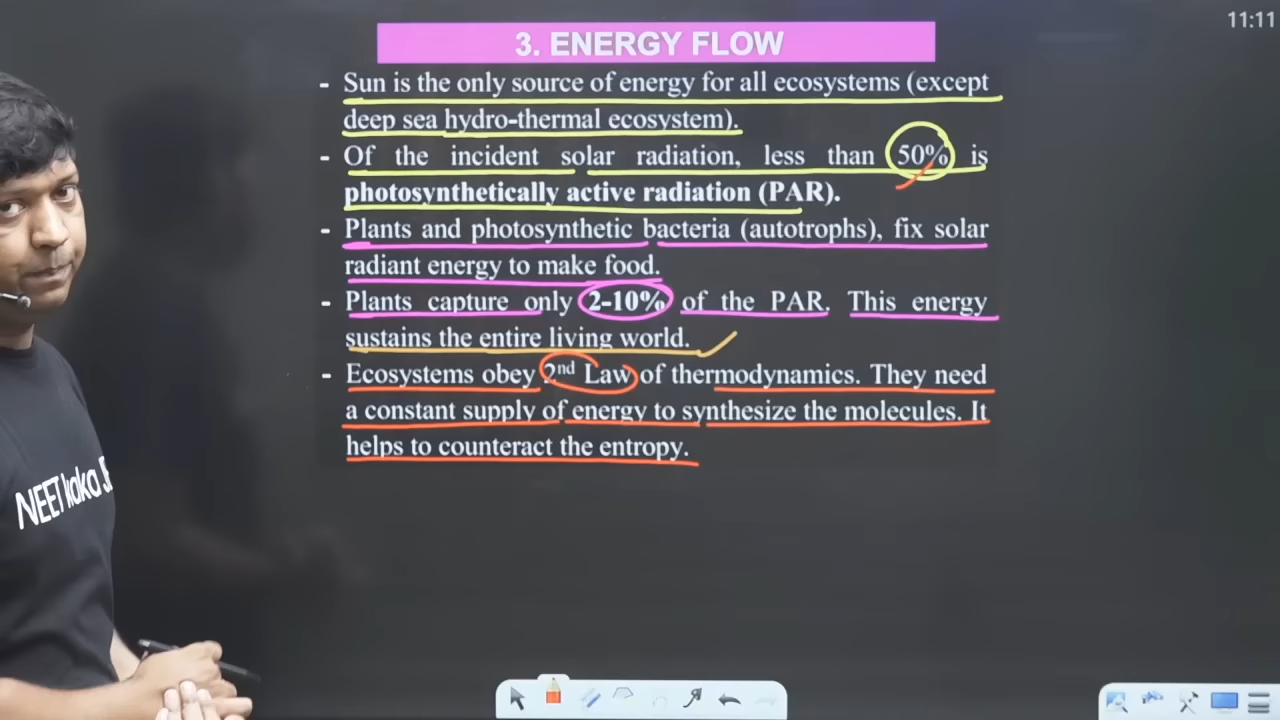 11:11
3. ENERGY FLOW
- Sun is the only source of energy for all ecosystems (except
deep sea hydro-thermal ecosystem).
- Of the incident solar radiation, less than 50% is
photosynthetically active radiation (PAR).
- Plants and photosynthetic bacteria (autotrophs), fix solar
radiant energy to make food.
- Plants capture only 2-10% of the PAR. This energy
sustains the entire living world.
- Ecosystems obey 2nd Law of thermodynamics. They need
a constant supply of energy to synthesize the molecules. It
helps to counteract the entropy.
NEET kaka